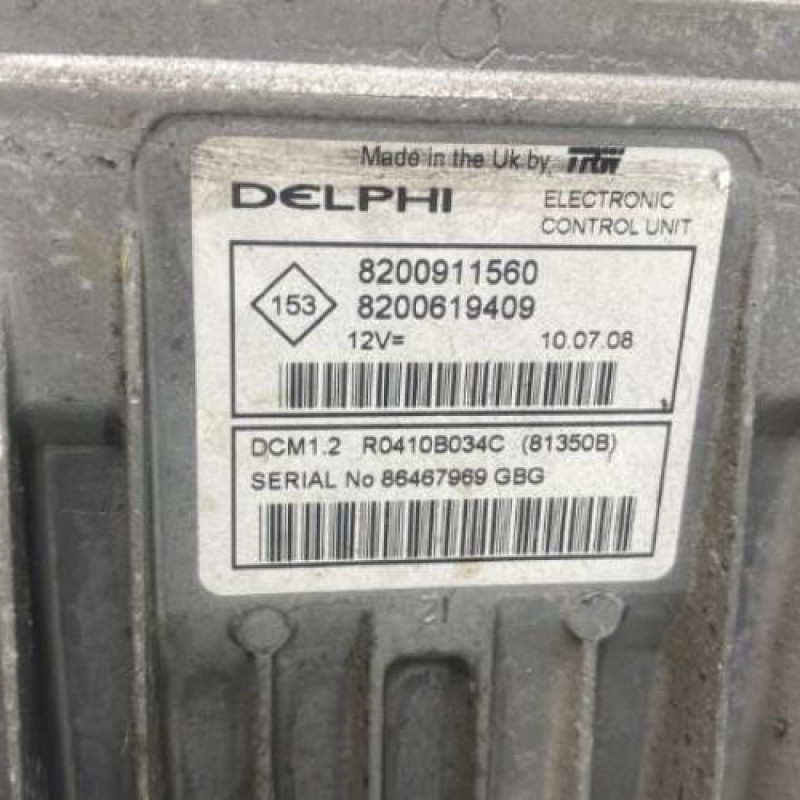 Made in the Uk by TRW
DELPHI
ELECTRONIC
CONTROL UNIT
153
8200911560
8200619409
12V= 10.07.08
DCM1.2 R0410B034C (81350B)
SERIAL No 86467969 GBG
21